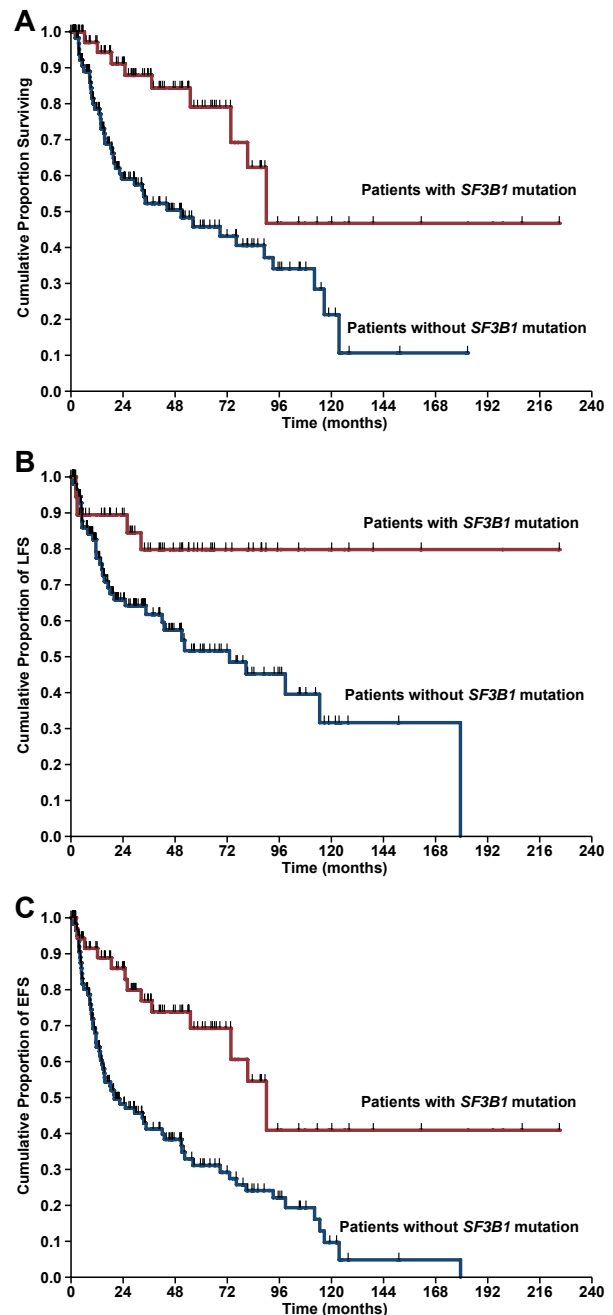 A
Cumulative Proportion Surviving
1.0
0.9
0.8
0.7
0.6
0.5
0.4
0.3
0.2
0.1
0.0
Patients with SF3B1 mutation
Patients without SF3B1 mutation
0 24 48 72 96 120 144 168 192 216 240
Time (months)
B
Cumulative Proportion of LFS
1.0
0.9
0.8
0.7
0.6
0.5
0.4
0.3
0.2
0.1
0.0
Patients with SF3B1 mutation
Patients without SF3B1 mutation
0 24 48 72 96 120 144 168 192 216 240
Time (months)
C
Cumulative Proportion of EFS
1.0
0.9
0.8
0.7
0.6
0.5
0.4
0.3
0.2
0.1
0.0
Patients with SF3B1 mutation
Patients without SF3B1 mutation
0 24 48 72 96 120 144 168 192 216 240
Time (months)